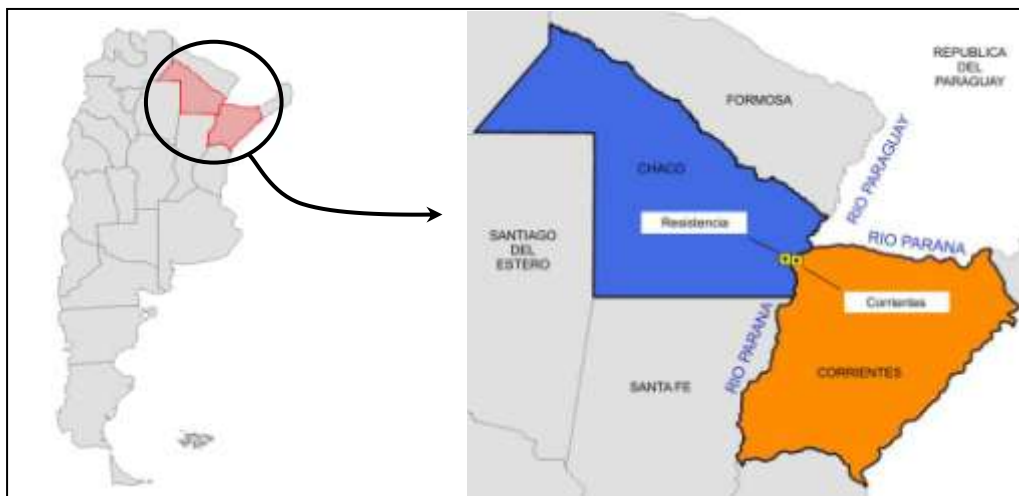 REPUBLICA
DEL
PARAGUAY
FORMOSA
RIO PARAGUAY
CHACO
Resistencia
RIO PARANA
SANTIAGO
DEL
ESTERO
Corrientes
RIO PARANA
SANTA FE
CORRIENTES